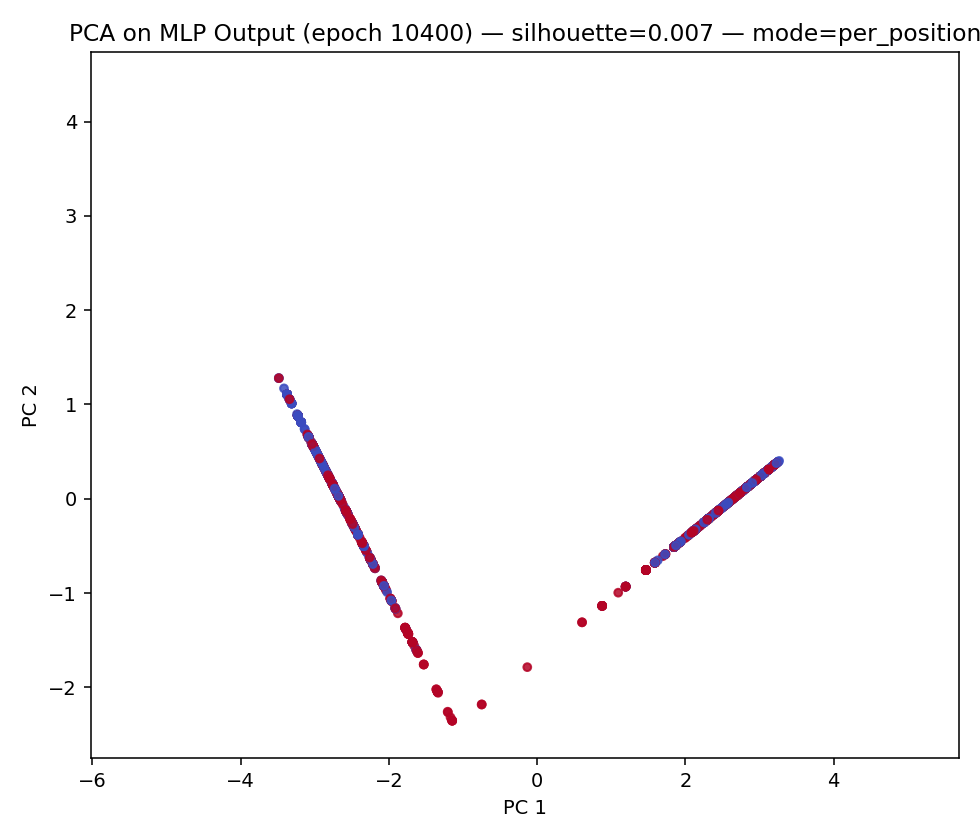 PCA on MLP Output (epoch 10400) — silhouette=0.007 — mode=per_position
4
3
2
1
0
−1
−2
PC 2
−6 −4 −2 0 2 4
PC 1